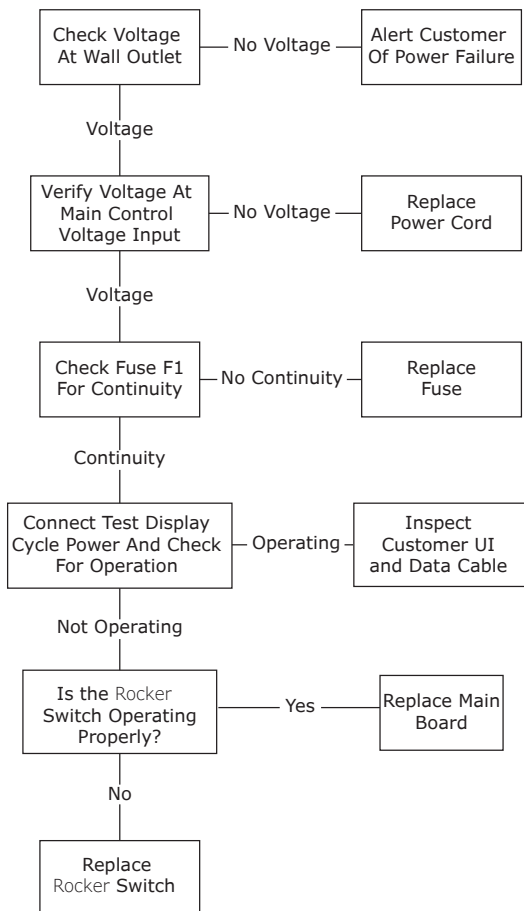 Check Voltage
At Wall Outlet
No Voltage
Alert Customer
Of Power Failure
Voltage
Verify Voltage At
Main Control
Voltage Input
No Voltage
Replace
Power Cord
Voltage
Check Fuse F1
For Continuity
No Continuity
Replace
Fuse
Continuity
Connect Test Display
Cycle Power And Check
For Operation
Operating
Inspect
Customer UI
and Data Cable
Not Operating
Is the Rocker
Switch Operating
Properly?
Yes
Replace Main
Board
No
Replace
Rocker Switch